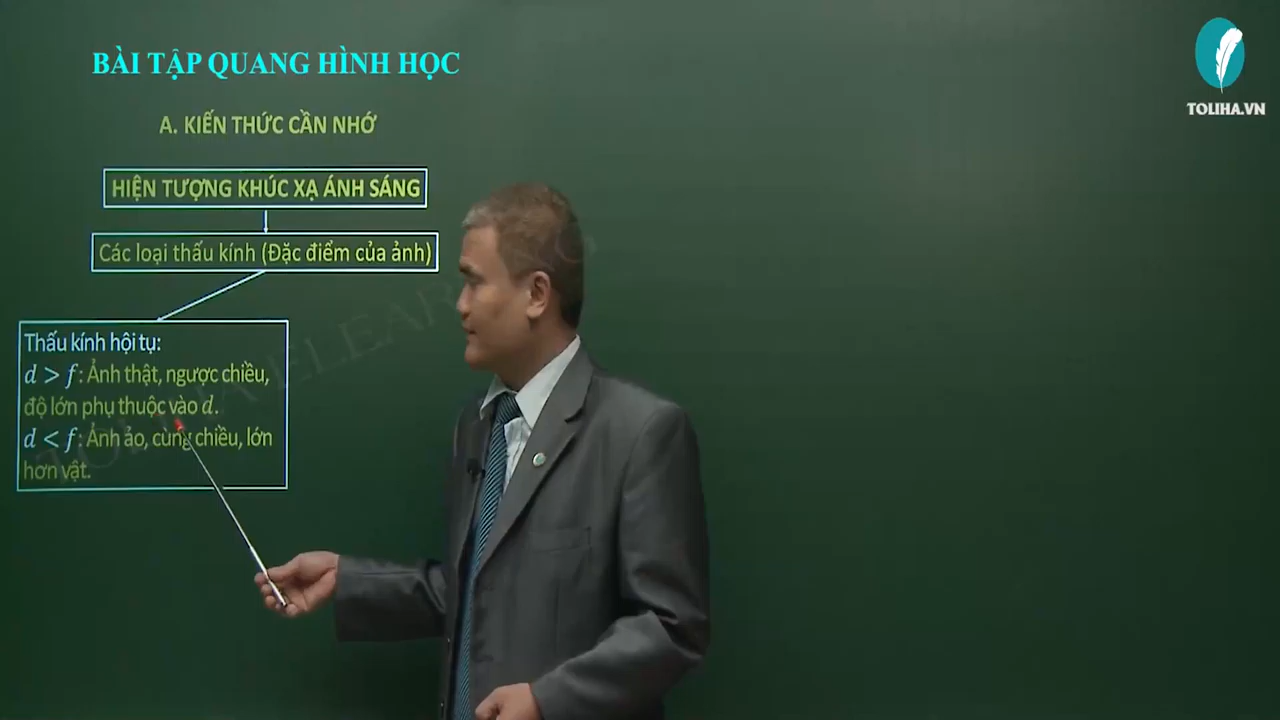 BÀI TẬP QUANG HÌNH HỌC
TOLIHA.VN
A. KIẾN THỨC CẦN NHỚ
HIỆN TƯỢNG KHÚC XẠ ÁNH SÁNG
Các loại thấu kính (Đặc điểm của ảnh)
Thấu kính hội tụ:
d > f: Ảnh thật, ngược chiều,
độ lớn phụ thuộc vào d.
d < f: Ảnh ảo, cùng chiều, lớn
hơn vật.